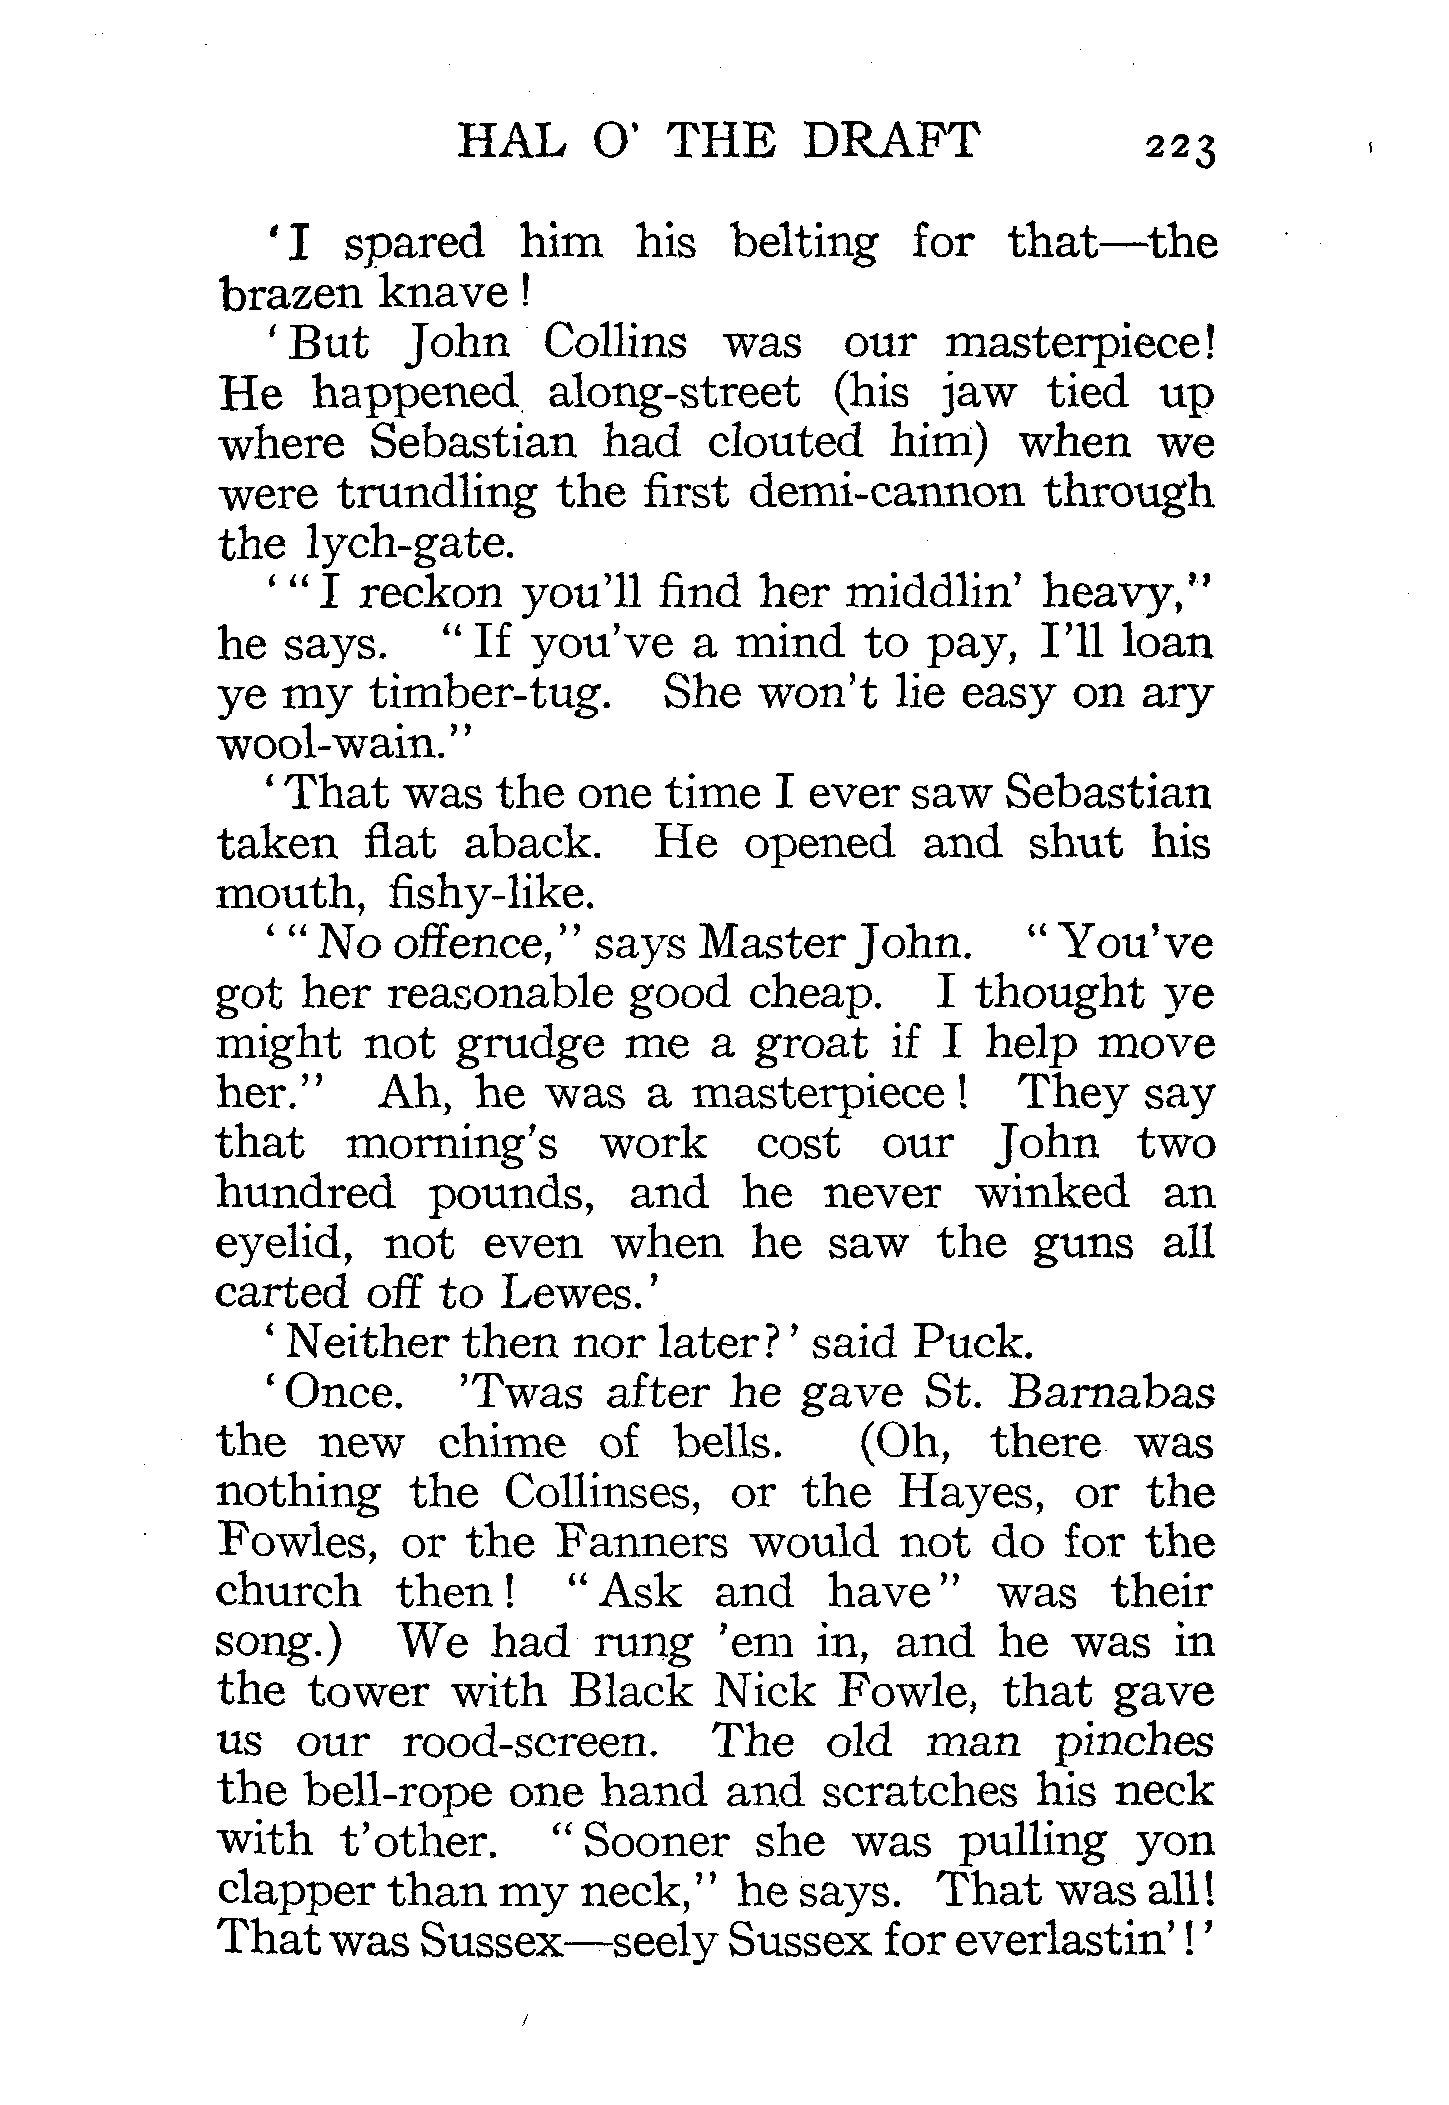 HAL O' THE DRAFT 223
'I spared him his belting for that—the
brazen knave!
'But John Collins was our masterpiece!
He happened along-street (his jaw tied up
where Sebastian had clouted him) when we
were trundling the first demi-cannon through
the lych-gate.
'"I reckon you'll find her middlin' heavy,"
he says. "If you've a mind to pay, I'll loan
ye my timber-tug. She won't lie easy on ary
wool-wain."
'That was the one time I ever saw Sebastian
taken flat aback. He opened and shut his
mouth, fishy-like.
'"No offence," says Master John. "You've
got her reasonable good cheap. I thought ye
might not grudge me a groat if I help move
her." Ah, he was a masterpiece! They say
that morning's work cost our John two
hundred pounds, and he never winked an
eyelid, not even when he saw the guns all
carted off to Lewes.'
'Neither then nor later?' said Puck.
'Once. 'Twas after he gave St. Barnabas
the new chime of bells. (Oh, there was
nothing the Collinses, or the Hayes, or the
Fowles, or the Fanners would not do for the
church then! "Ask and have" was their
song.) We had rung 'em in, and he was in
the tower with Black Nick Fowle, that gave
us our rood-screen. The old man pinches
the bell-rope one hand and scratches his neck
with t'other. "Sooner she was pulling yon
clapper than my neck," he says. That was all!
That was Sussex—seely Sussex for everlastin'!'